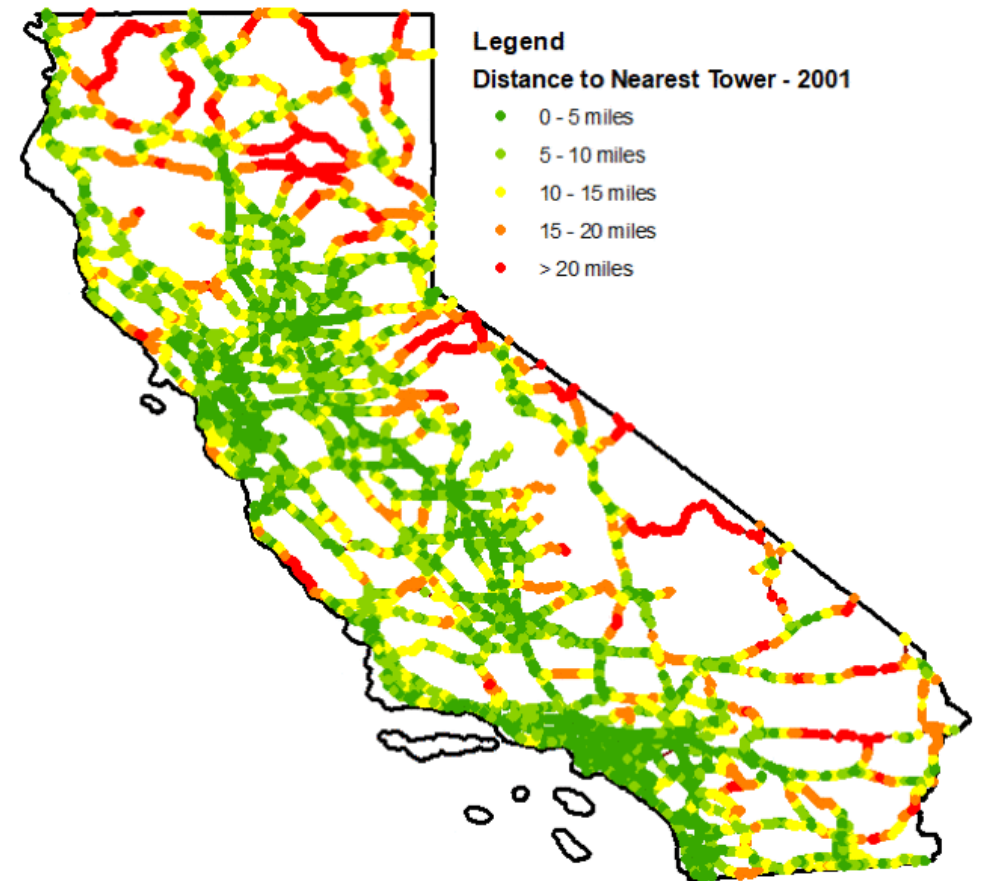 Legend
Distance to Nearest Tower - 2001
0 - 5 miles
5 - 10 miles
10 - 15 miles
15 - 20 miles
> 20 miles